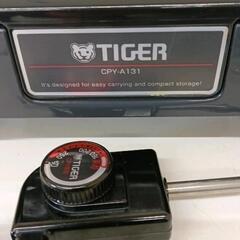 TIGER
CPY-A131
It's designed for easy carrying and compact storage!
TIGER